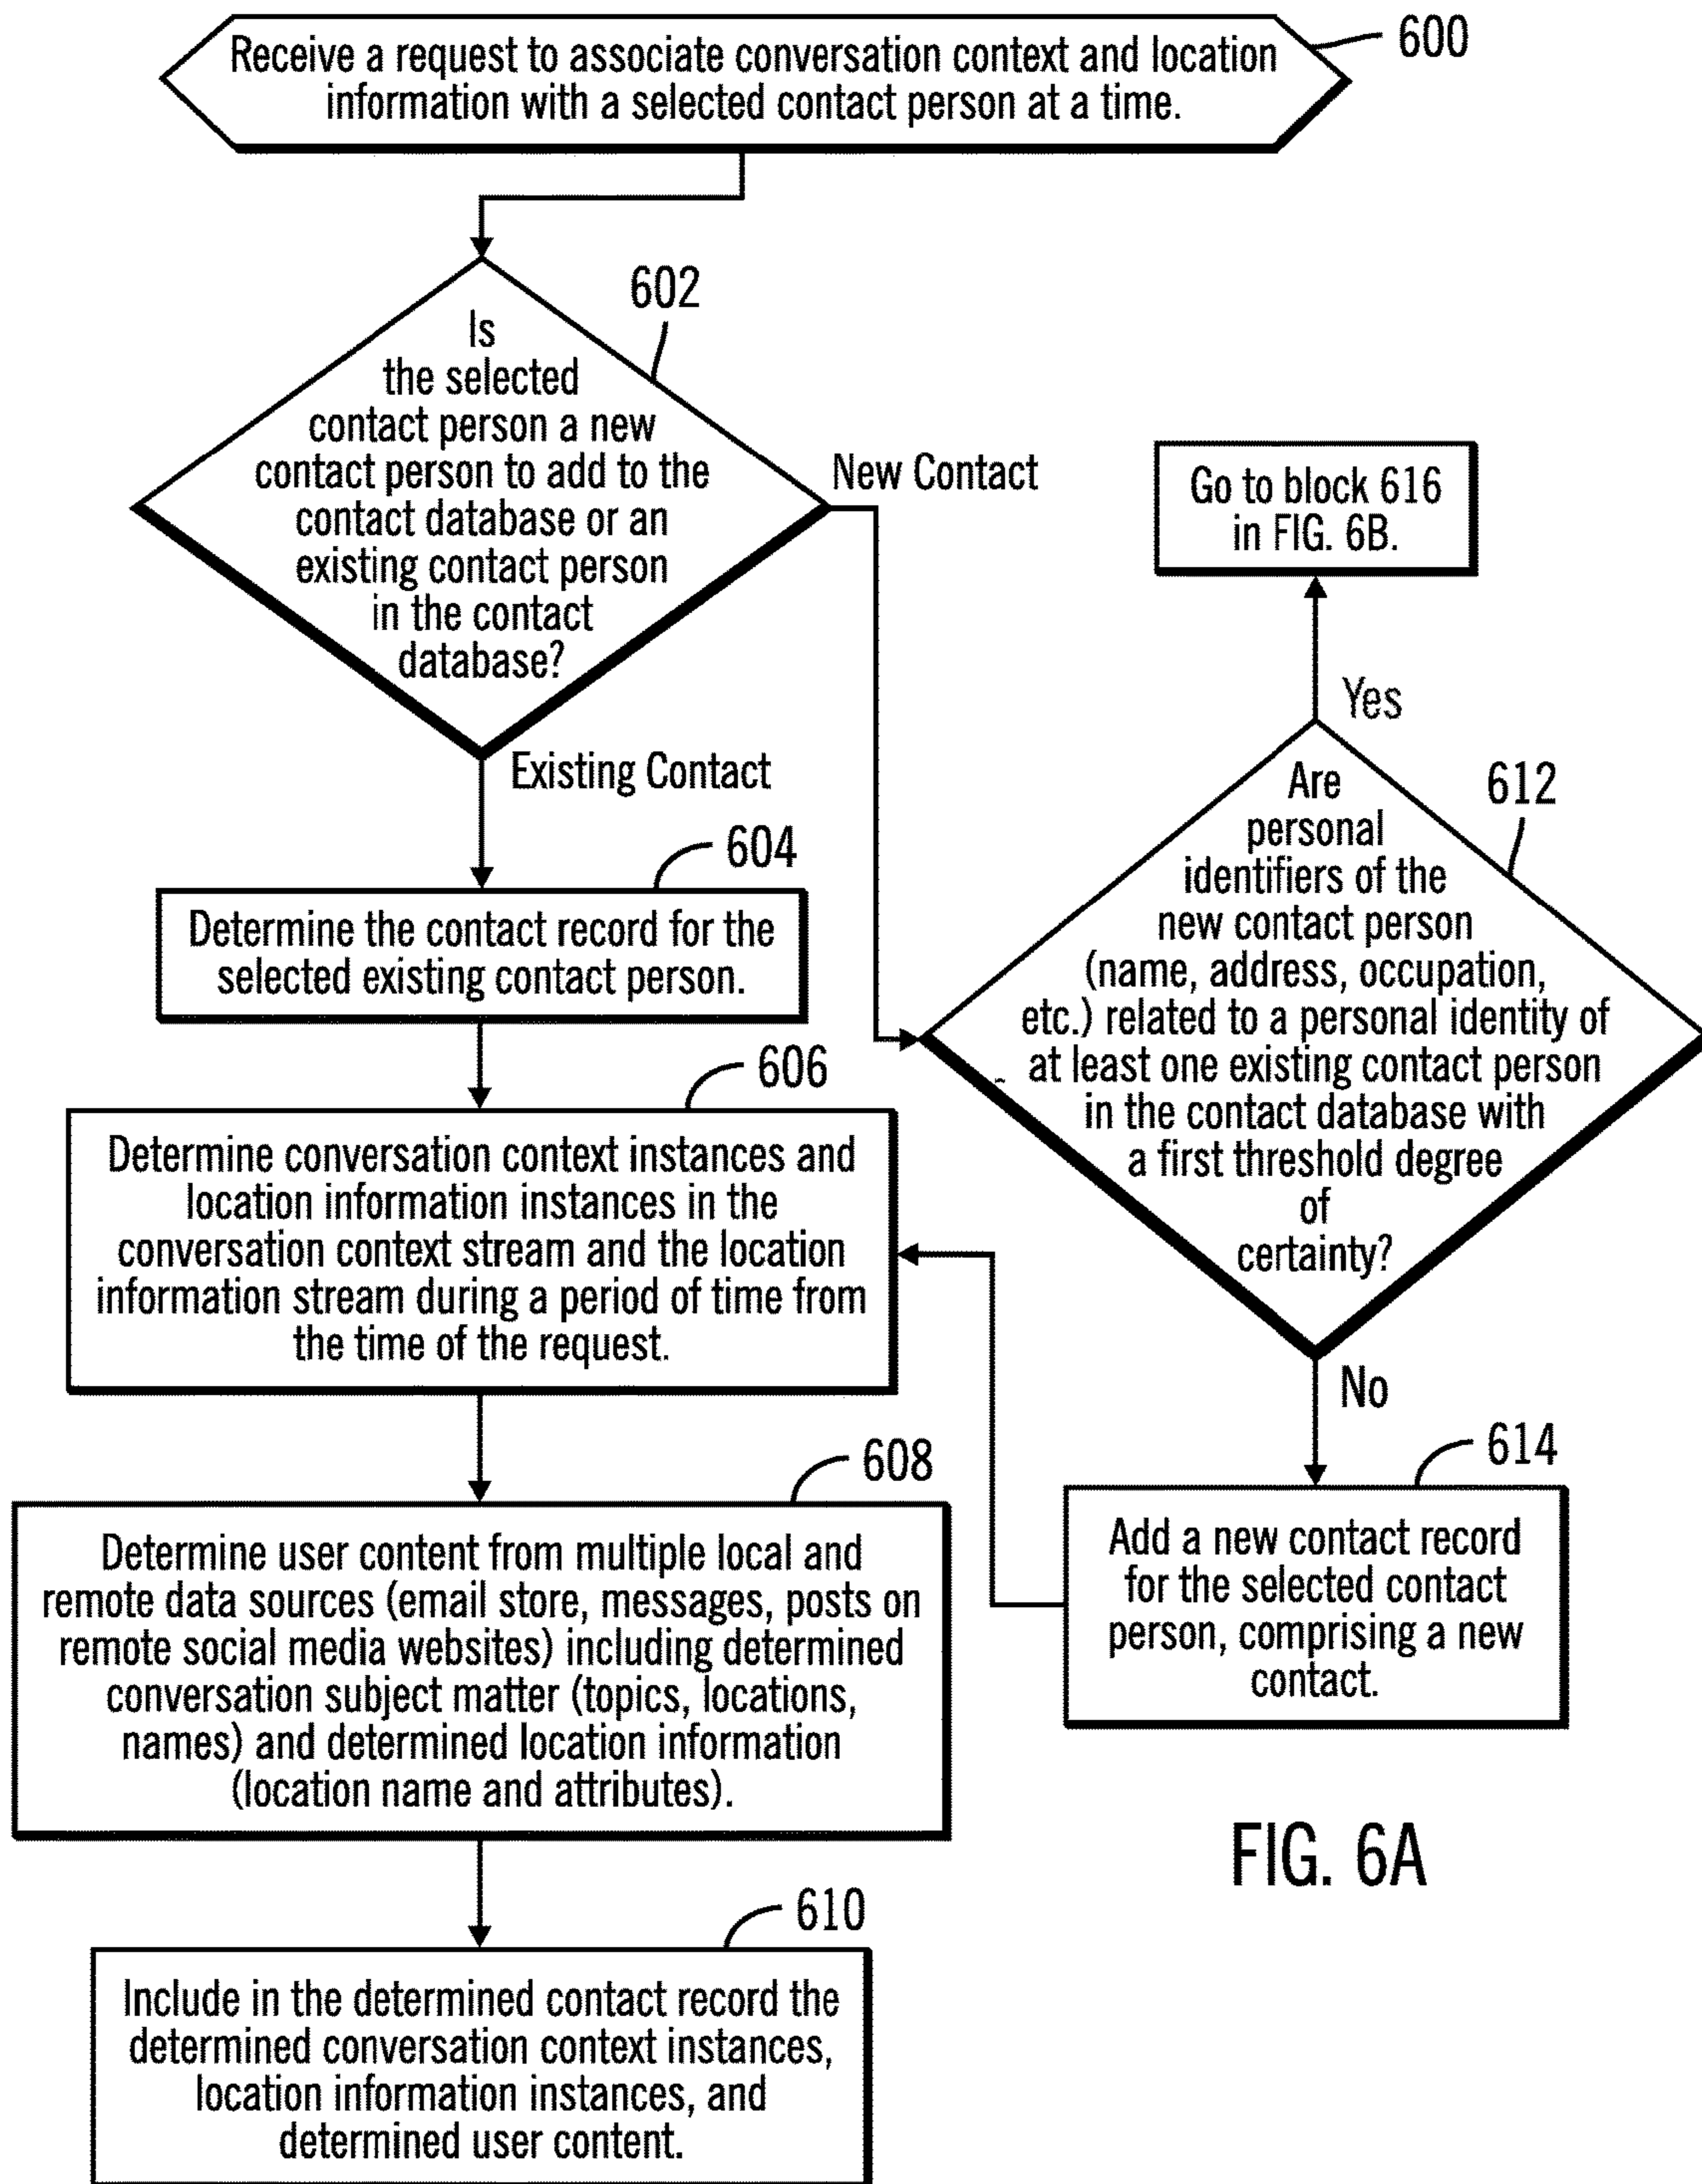 Receive a request to associate conversation context and location
information with a selected contact person at a time.
600
602
Is
the selected
contact person a new
contact person to add to the
contact database or an
existing contact person
in the contact
database?
New Contact
Existing Contact
604
Determine the contact record for the
selected existing contact person.
606
Determine conversation context instances and
location information instances in the
conversation context stream and the location
information stream during a period of time from
the time of the request.
608
Determine user content from multiple local and
remote data sources (email store, messages, posts on
remote social media websites) including determined
conversation subject matter (topics, locations,
names) and determined location information
(location name and attributes).
610
Include in the determined contact record the
determined conversation context instances,
location information instances, and
determined user content.
Go to block 616
in FIG. 6B.
Yes
612
Are
personal
identifiers of the
new contact person
(name, address, occupation,
etc.) related to a personal identity of
at least one existing contact person
in the contact database with
a first threshold degree
of
certainty?
No
614
Add a new contact record
for the selected contact
person, comprising a new
contact.
FIG. 6A